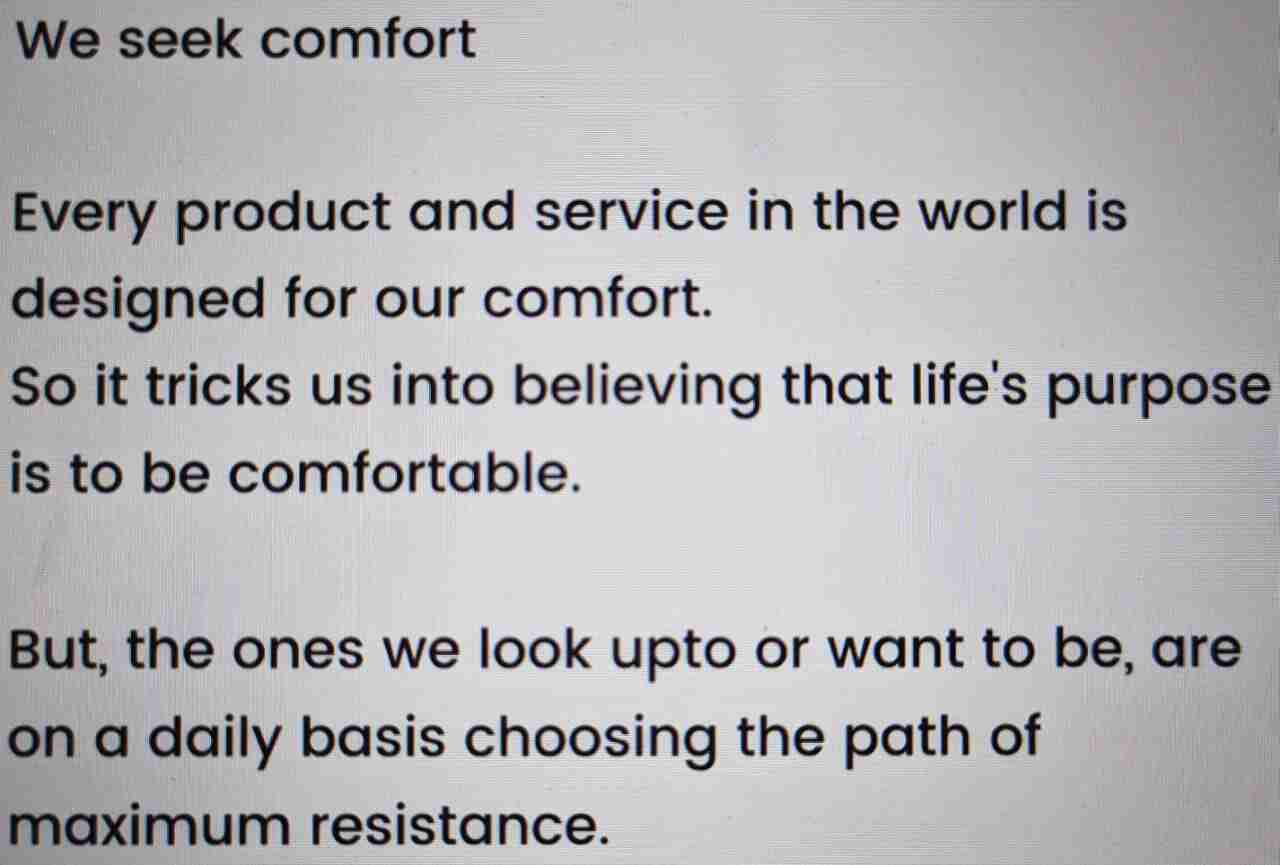 We seek comfort
Every product and service in the world is
designed for our comfort.
So it tricks us into believing that life's purpose
is to be comfortable.
But, the ones we look upto or want to be, are
on a daily basis choosing the path of
maximum resistance.